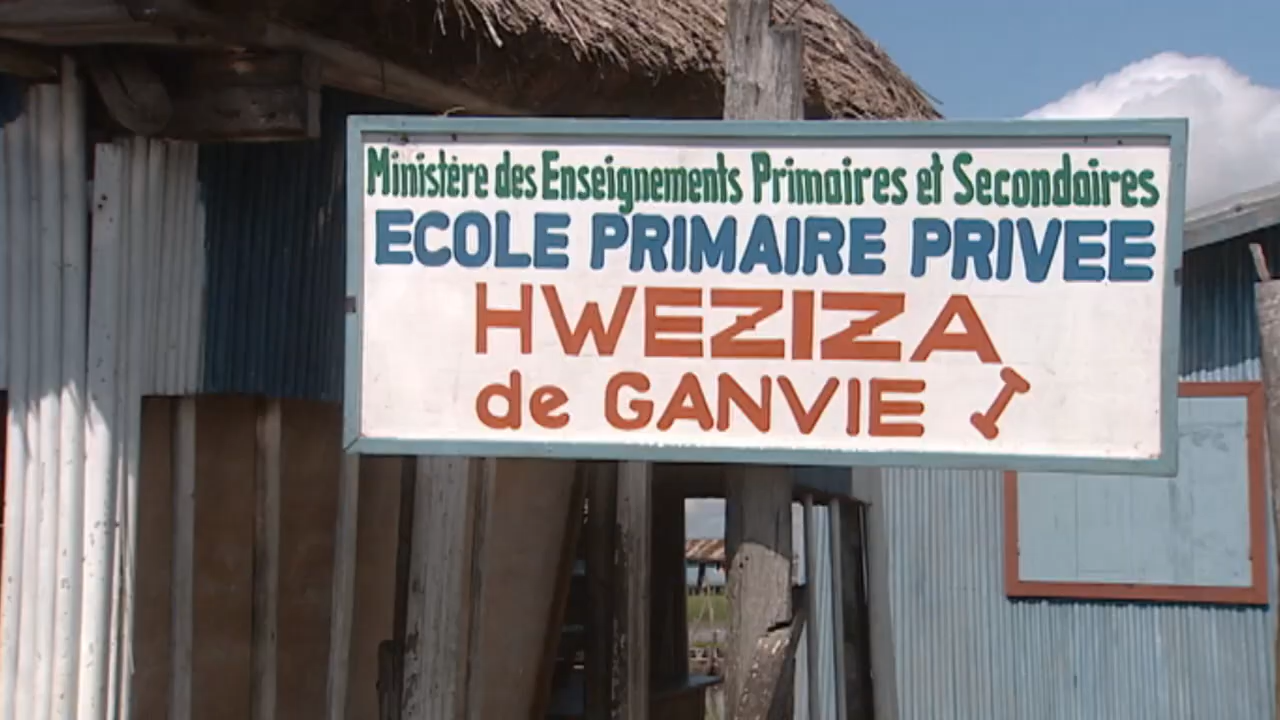 Ministère des Enseignements Primaires et Secondaires
ECOLE PRIMAIRE PRIVEE
HWEZIZA
de GANVIE I